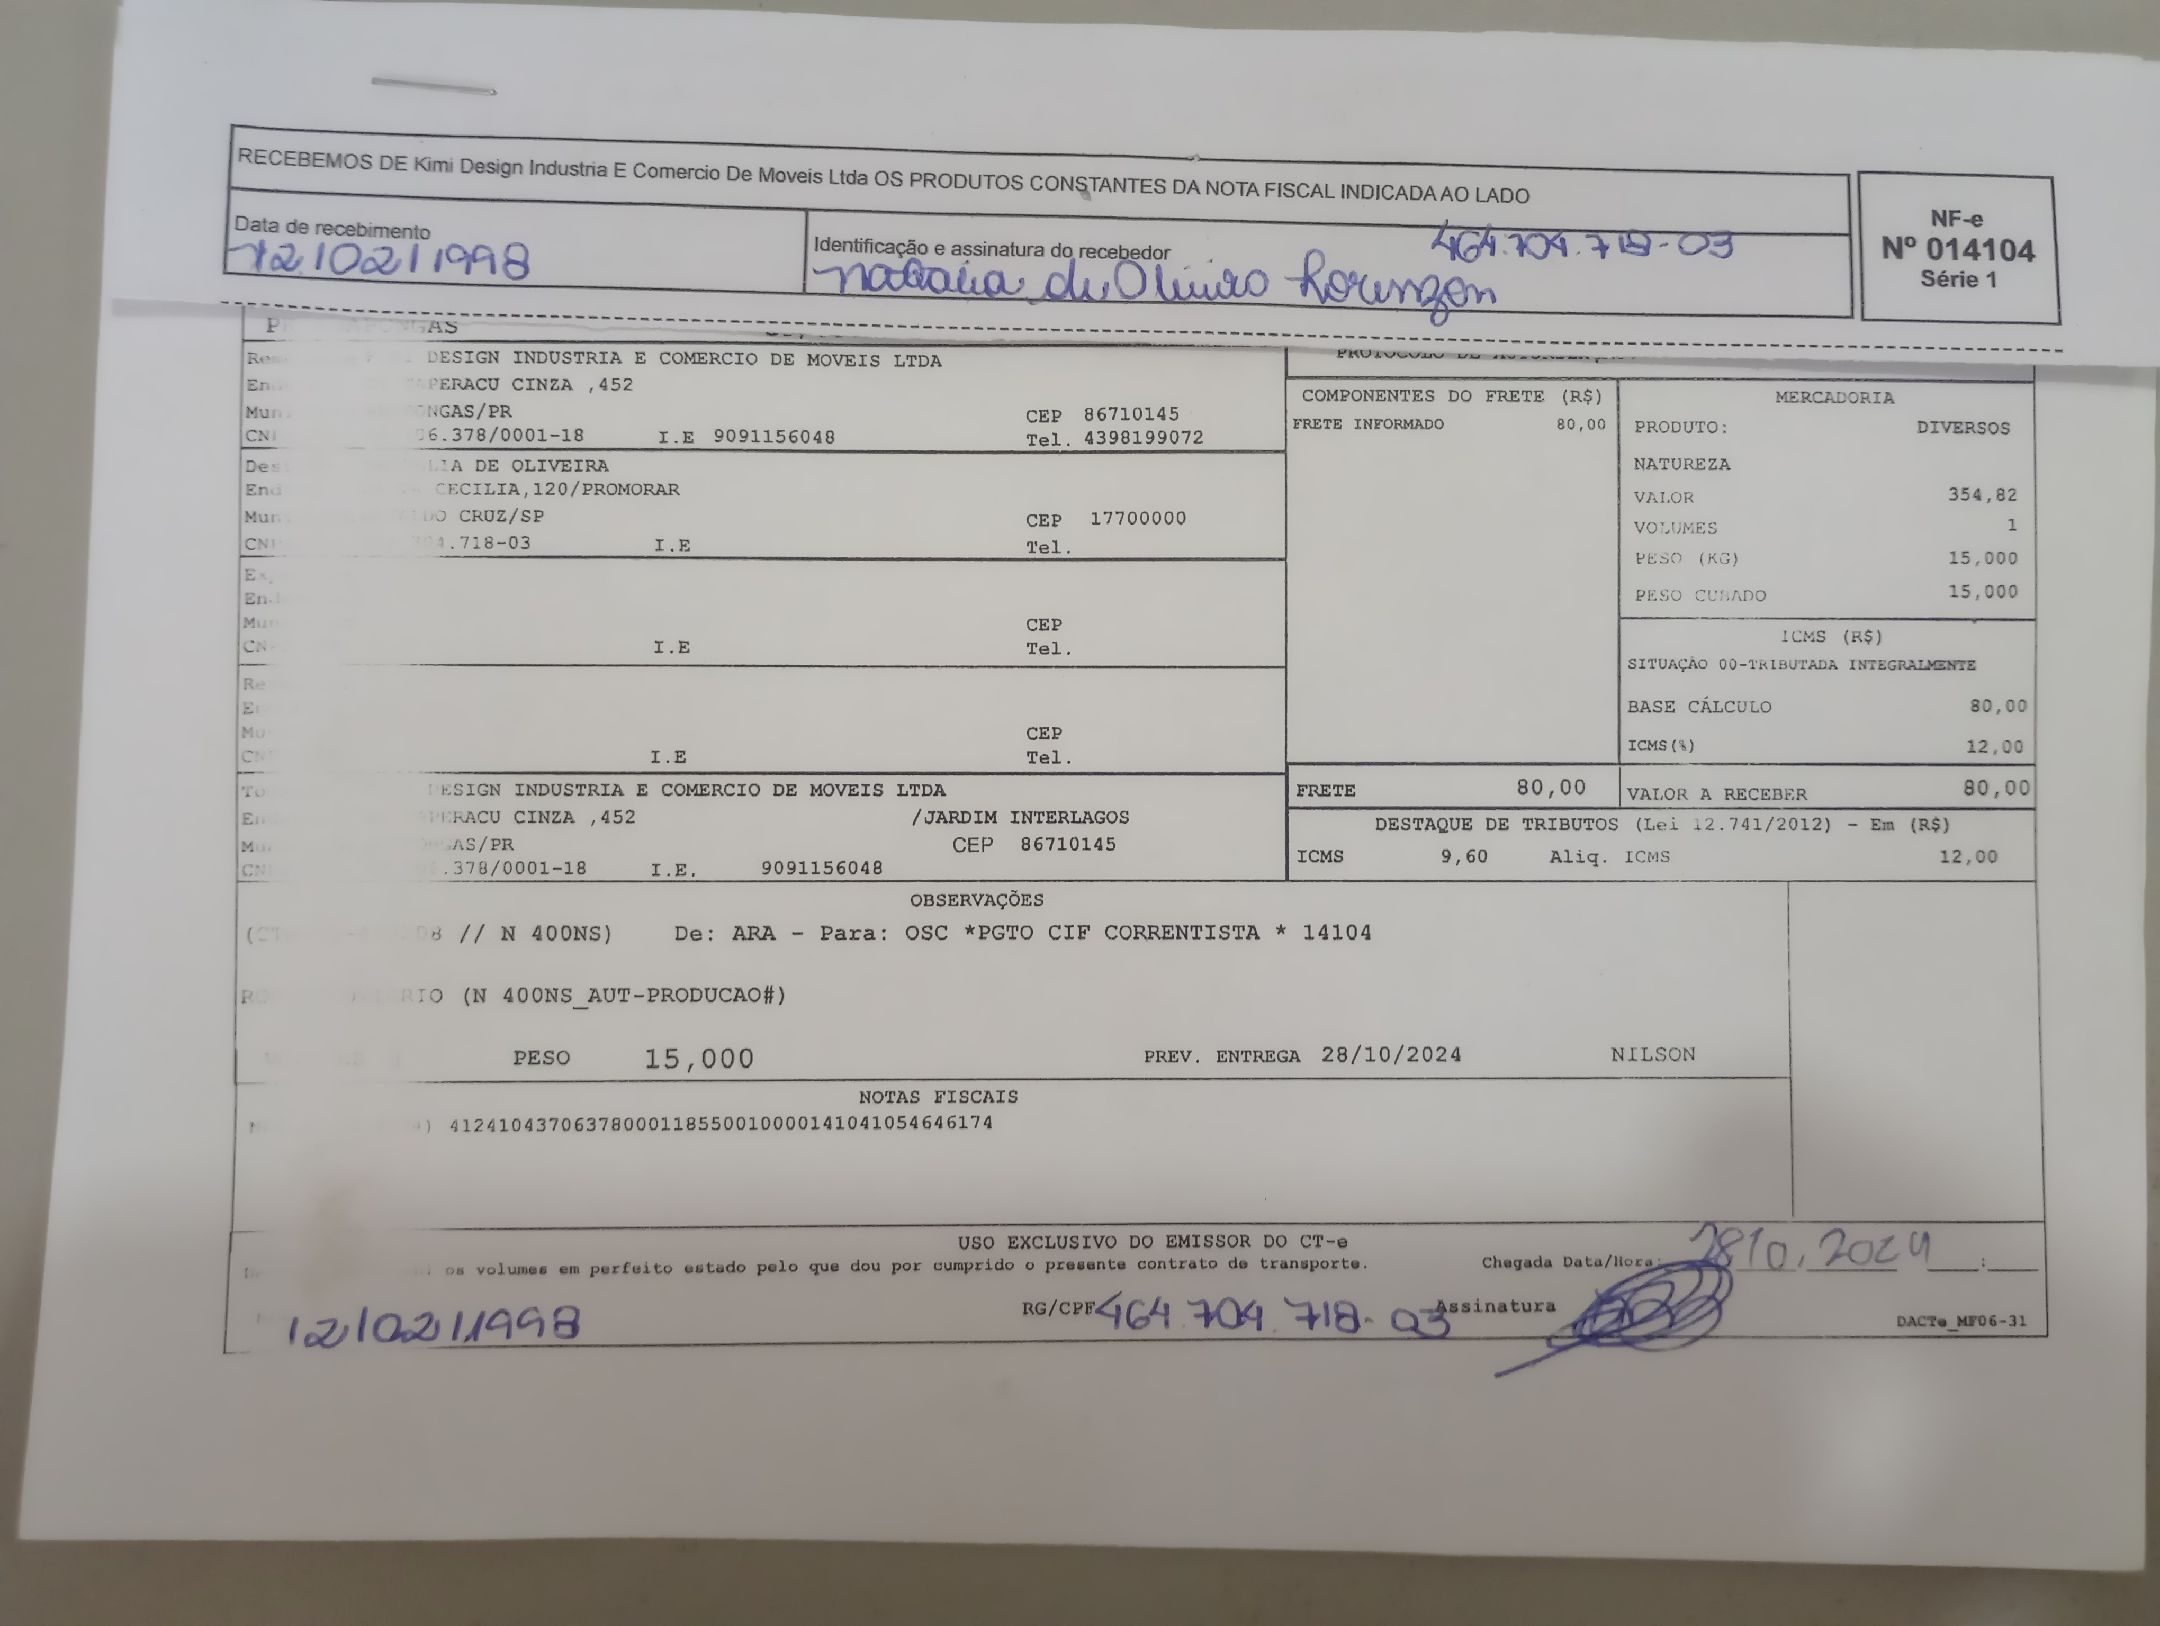 RECEBEMOS DE Kimi Design Industria E Comercio De Moveis Ltda OS PRODUTOS CONSTANTES DA NOTA FISCAL INDICADA AO LADO
Data de recebimento
12/02/1998
Identificação e assinatura do recebedor
464.704.718-03
de Oliveira Lorenzon
NF-e
Nº 014104
Série 1
DESIGN INDUSTRIA E COMERCIO DE MOVEIS LTDA
PERACU CINZA ,452
NGAS/PR CEP 86710145
6.378/0001-18 I.E 9091156048 Tel. 4398199072
LIA DE OLIVEIRA
CECILIA,120/PROMORAR
DO CRUZ/SP CEP 17700000
.718-03 I.E Tel.
CEP
I.E Tel.
CEP
I.E Tel.
DESIGN INDUSTRIA E COMERCIO DE MOVEIS LTDA
PERACU CINZA ,452 /JARDIM INTERLAGOS
AS/PR CEP 86710145
.378/0001-18 I.E. 9091156048
COMPONENTES DO FRETE (R$)
FRETE INFORMADO 80,00
MERCADORIA
PRODUTO: DIVERSOS
NATUREZA
VALOR 354,82
VOLUMES 1
PESO (KG) 15,000
PESO CUBADO 15,000
ICMS (R$)
SITUAÇÃO 00-TRIBUTADA INTEGRALMENTE
BASE CÁLCULO 80,00
ICMS(%) 12,00
FRETE 80,00 VALOR A RECEBER 80,00
DESTAQUE DE TRIBUTOS (Lei 12.741/2012) - Em (R$)
ICMS 9,60 Aliq. ICMS 12,00
OBSERVAÇÕES
8 // N 400NS) De: ARA - Para: OSC *PGTO CIF CORRENTISTA * 14104
RIO (N 400NS_AUT-PRODUCAO#)
PESO 15,000 PREV. ENTREGA 28/10/2024 NILSON
NOTAS FISCAIS
) 41241043706378000118550010000141041054646174
USO EXCLUSIVO DO EMISSOR DO CT-e
os volumes em perfeito estado pelo que dou por cumprido o presente contrato de transporte. Chegada Data/Hora: 2810.2024 :
12/02/1998 RG/CPF 464.704.718-03 Assinatura
DACTe_MF06-31